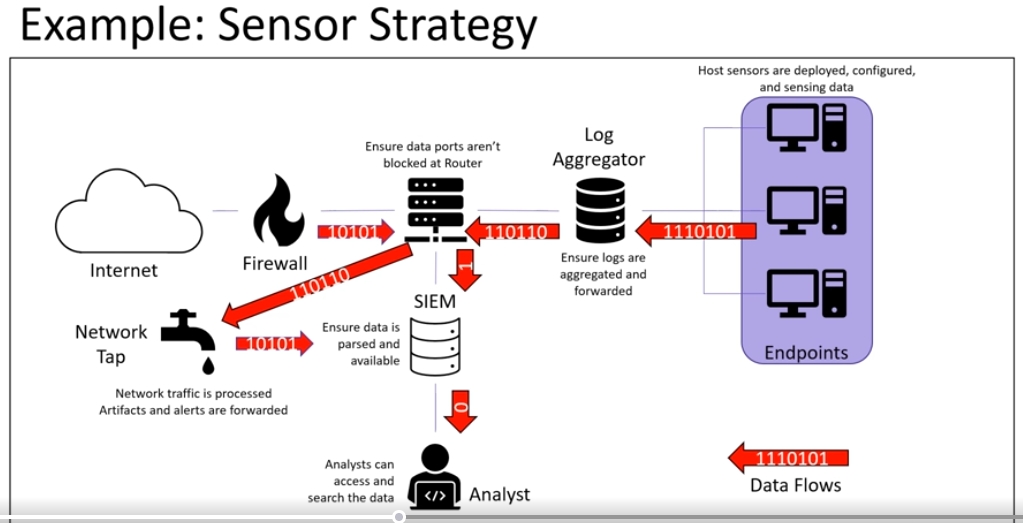 Example: Sensor Strategy
Host sensors are deployed, configured,
and sensing data
Ensure data ports aren't
blocked at Router
Log
Aggregator
Internet
Firewall
10101
110110
1110101
Ensure logs are
aggregated and
forwarded
110110
1
SIEM
Network
Tap
10101
Ensure data is
parsed and
available
Endpoints
Network traffic is processed
Artifacts and alerts are forwarded
0
Analysts can
access and
search the data
</>
Analyst
1110101
Data Flows